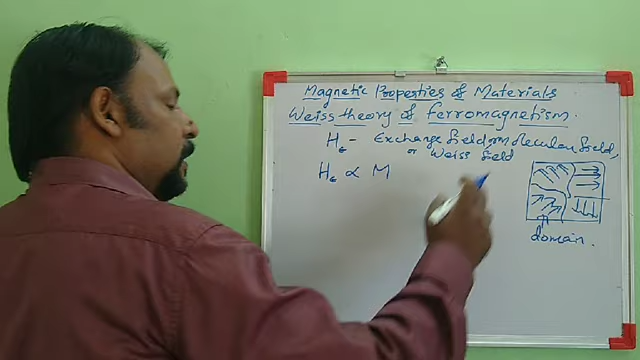 Magnetic Properties of Materials
Weiss theory of ferromagnetism.
Hₑ - Exchange field or molecular field,
or Weiss field
Hₑ ∝ M
domain.